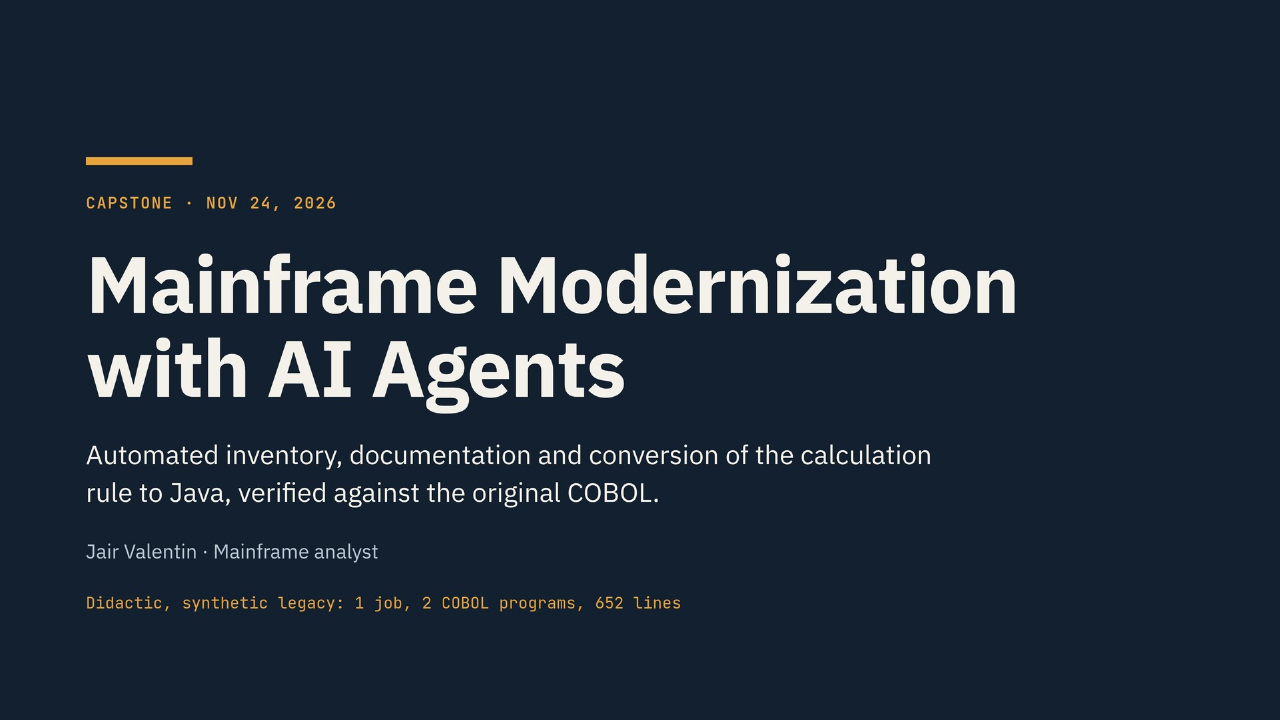 CAPSTONE · NOV 24, 2026
Mainframe Modernization
with AI Agents
Automated inventory, documentation and conversion of the calculation
rule to Java, verified against the original COBOL.
Jair Valentin · Mainframe analyst
Didactic, synthetic legacy: 1 job, 2 COBOL programs, 652 lines